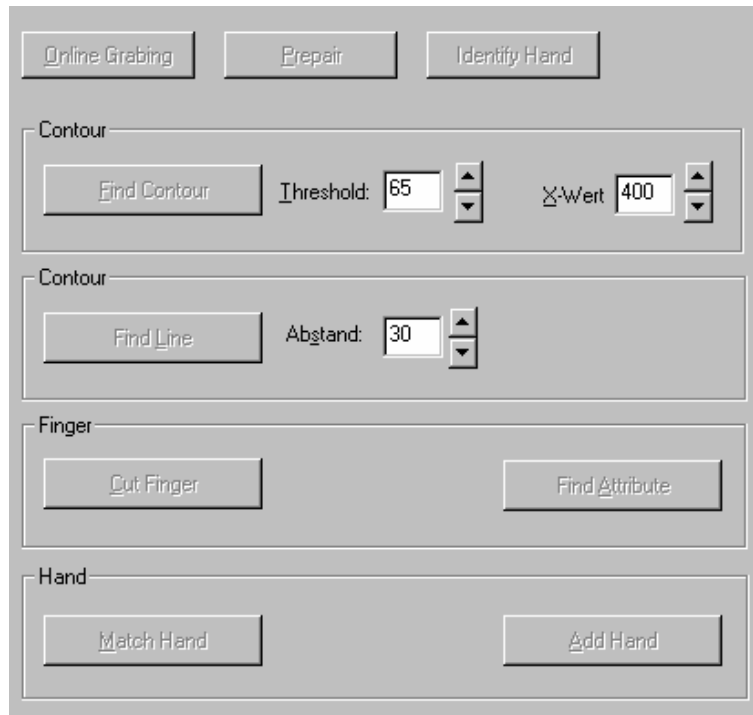 Online Grabing Prepair Identify Hand
Contour
Find Contour Threshold: 65 X-Wert 400
Contour
Find Line Abstand: 30
Finger
Cut Finger Find Attribute
Hand
Match Hand Add Hand